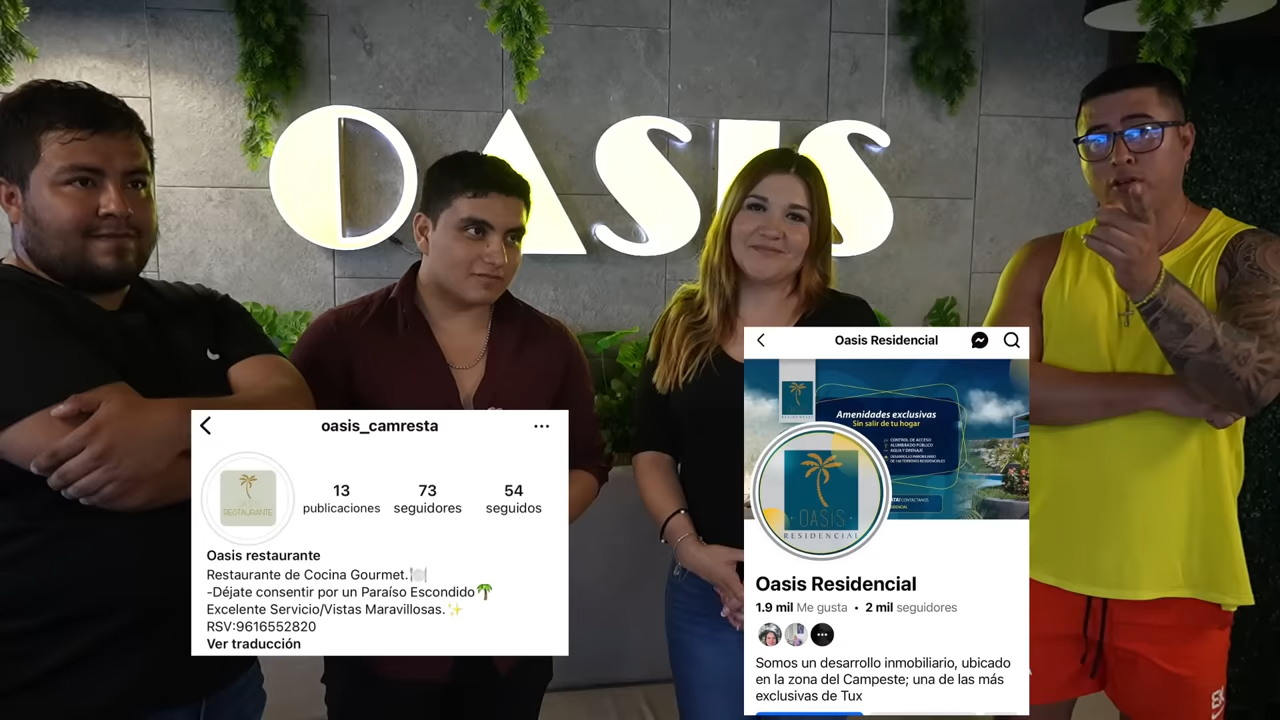 OASIS
oasis_camresta
13 73 54
publicaciones seguidores seguidos
RESTAURANTE
Oasis restaurante
Restaurante de Cocina Gourmet.🍽️
-Déjate consentir por un Paraíso Escondido🌴
Excelente Servicio/Vistas Maravillosas.✨
RSV:9616552820
Ver traducción
Oasis Residencial
Amenidades exclusivas
Sin salir de tu hogar
CONTROL DE ACCESO
ALUMBRADO PÚBLICO
AGUA Y DRENAJE
OASIS
RESIDENCIAL
Oasis Residencial
1.9 mil Me gusta • 2 mil seguidores
Somos un desarrollo inmobiliario, ubicado
en la zona del Campeste; una de las más
exclusivas de Tux